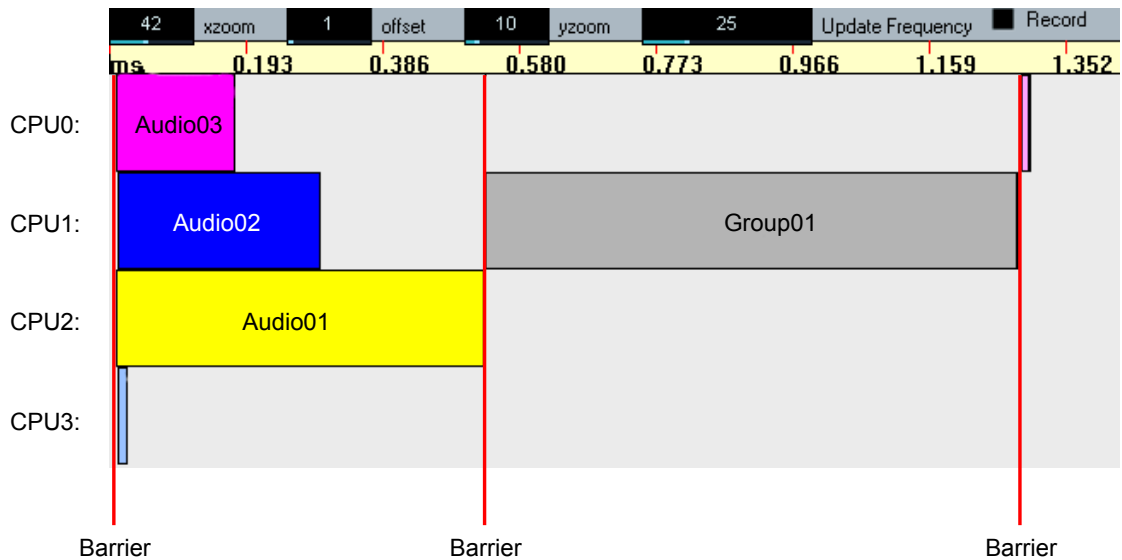 42 xzoom 1 offset 10 yzoom 25 Update Frequency Record
ms 0.193 0.386 0.580 0.773 0.966 1.159 1.352
CPU0: Audio03
CPU1: Audio02 Group01
CPU2: Audio01
CPU3:
Barrier Barrier Barrier